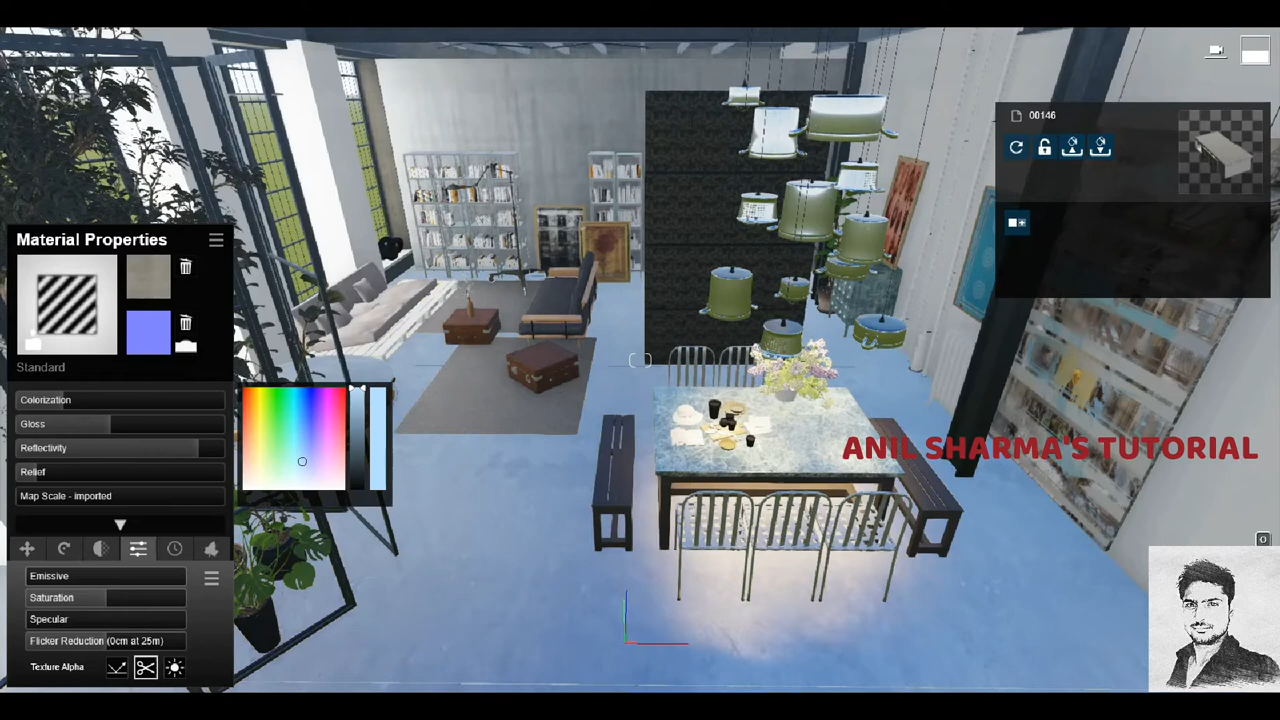 00146
Material Properties
Standard
Colorization
Gloss
Reflectivity
Relief
Map Scale - imported
Emissive
Saturation
Specular
Flicker Reduction (0cm at 25m)
Texture Alpha
ANIL SHARMA'S TUTORIAL